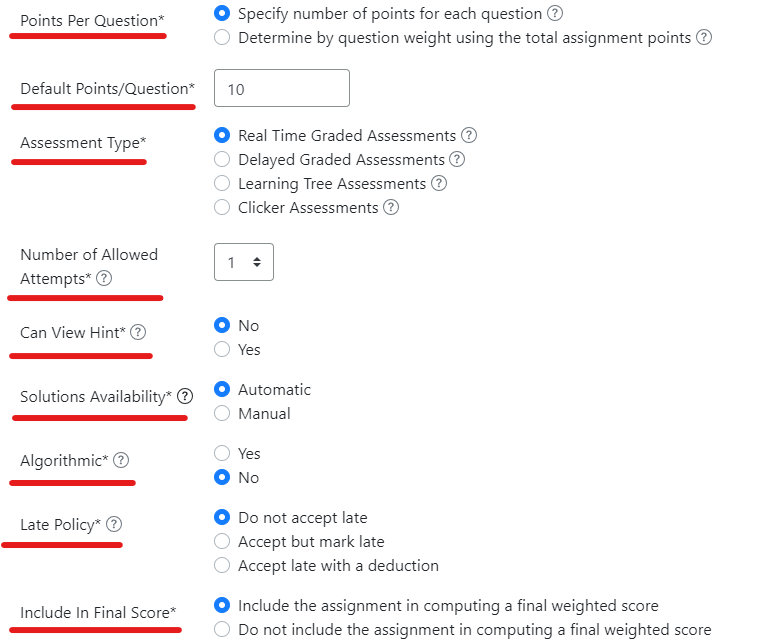 Points Per Question*
Specify number of points for each question ?
Determine by question weight using the total assignment points ?
Default Points/Question*
10
Assessment Type*
Real Time Graded Assessments ?
Delayed Graded Assessments ?
Learning Tree Assessments ?
Clicker Assessments ?
Number of Allowed
Attempts* ?
1
Can View Hint* ?
No
Yes
Solutions Availability* ?
Automatic
Manual
Algorithmic* ?
Yes
No
Late Policy* ?
Do not accept late
Accept but mark late
Accept late with a deduction
Include In Final Score*
Include the assignment in computing a final weighted score
Do not include the assignment in computing a final weighted score